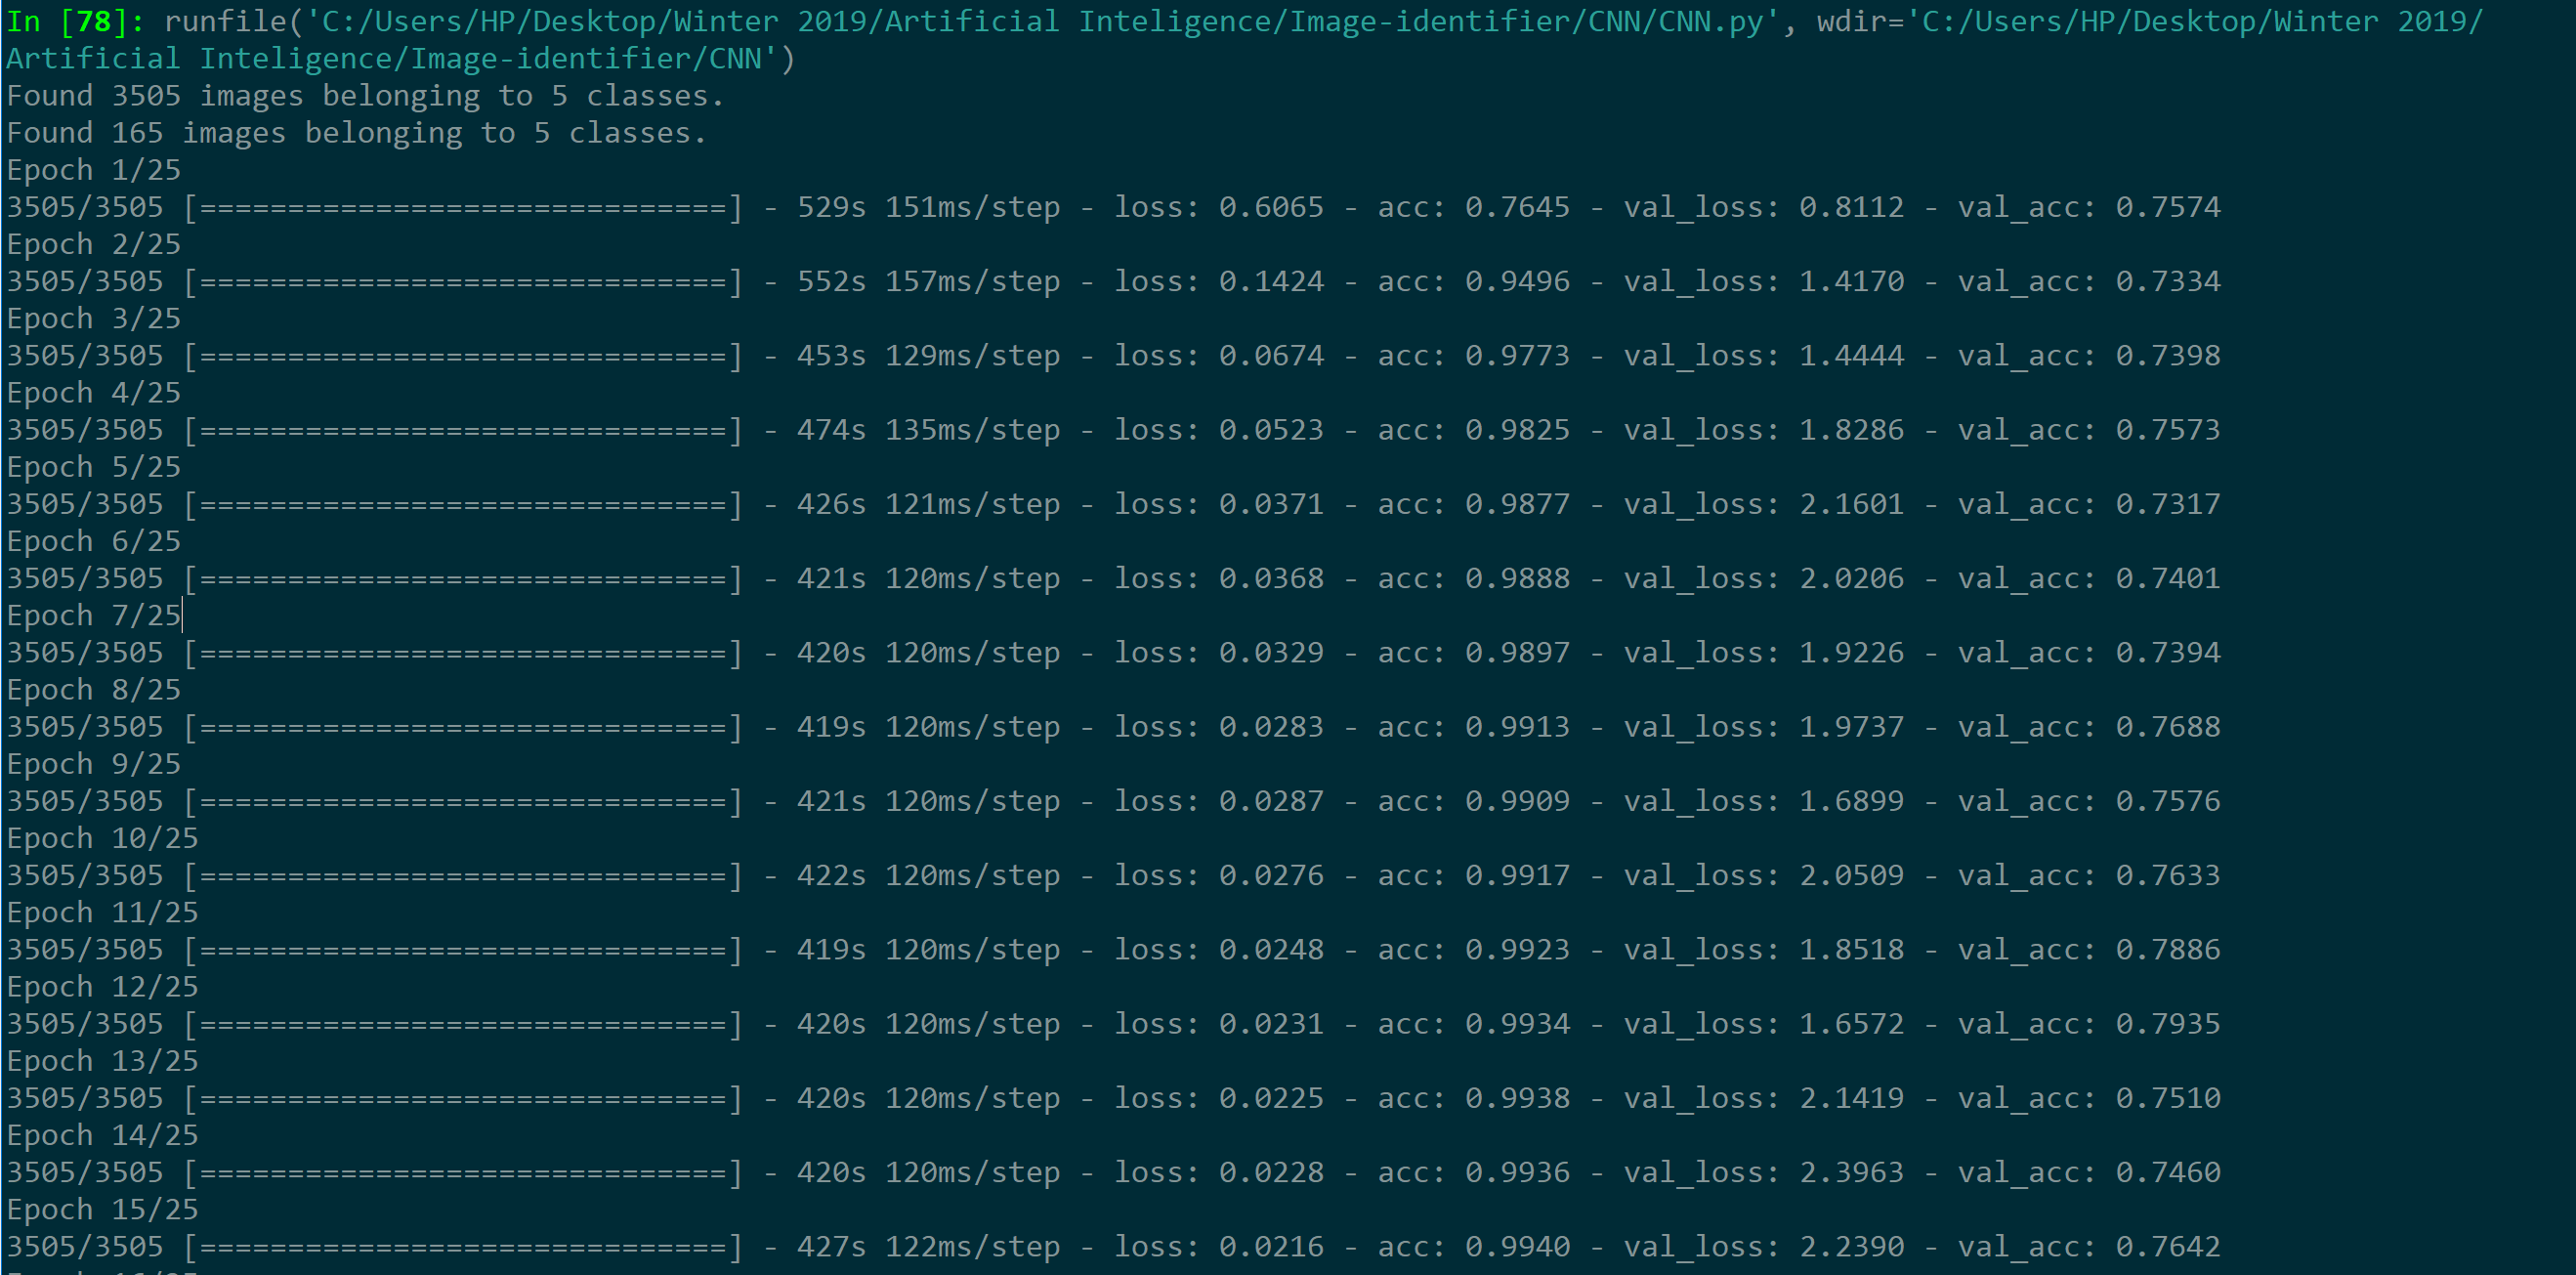 In [78]: runfile('C:/Users/HP/Desktop/Winter 2019/Artificial Inteligence/Image-identifier/CNN/CNN.py', wdir='C:/Users/HP/Desktop/Winter 2019/
Artificial Inteligence/Image-identifier/CNN')
Found 3505 images belonging to 5 classes.
Found 165 images belonging to 5 classes.
Epoch 1/25
3505/3505 [==============================] - 529s 151ms/step - loss: 0.6065 - acc: 0.7645 - val_loss: 0.8112 - val_acc: 0.7574
Epoch 2/25
3505/3505 [==============================] - 552s 157ms/step - loss: 0.1424 - acc: 0.9496 - val_loss: 1.4170 - val_acc: 0.7334
Epoch 3/25
3505/3505 [==============================] - 453s 129ms/step - loss: 0.0674 - acc: 0.9773 - val_loss: 1.4444 - val_acc: 0.7398
Epoch 4/25
3505/3505 [==============================] - 474s 135ms/step - loss: 0.0523 - acc: 0.9825 - val_loss: 1.8286 - val_acc: 0.7573
Epoch 5/25
3505/3505 [==============================] - 426s 121ms/step - loss: 0.0371 - acc: 0.9877 - val_loss: 2.1601 - val_acc: 0.7317
Epoch 6/25
3505/3505 [==============================] - 421s 120ms/step - loss: 0.0368 - acc: 0.9888 - val_loss: 2.0206 - val_acc: 0.7401
Epoch 7/25
3505/3505 [==============================] - 420s 120ms/step - loss: 0.0329 - acc: 0.9897 - val_loss: 1.9226 - val_acc: 0.7394
Epoch 8/25
3505/3505 [==============================] - 419s 120ms/step - loss: 0.0283 - acc: 0.9913 - val_loss: 1.9737 - val_acc: 0.7688
Epoch 9/25
3505/3505 [==============================] - 421s 120ms/step - loss: 0.0287 - acc: 0.9909 - val_loss: 1.6899 - val_acc: 0.7576
Epoch 10/25
3505/3505 [==============================] - 422s 120ms/step - loss: 0.0276 - acc: 0.9917 - val_loss: 2.0509 - val_acc: 0.7633
Epoch 11/25
3505/3505 [==============================] - 419s 120ms/step - loss: 0.0248 - acc: 0.9923 - val_loss: 1.8518 - val_acc: 0.7886
Epoch 12/25
3505/3505 [==============================] - 420s 120ms/step - loss: 0.0231 - acc: 0.9934 - val_loss: 1.6572 - val_acc: 0.7935
Epoch 13/25
3505/3505 [==============================] - 420s 120ms/step - loss: 0.0225 - acc: 0.9938 - val_loss: 2.1419 - val_acc: 0.7510
Epoch 14/25
3505/3505 [==============================] - 420s 120ms/step - loss: 0.0228 - acc: 0.9936 - val_loss: 2.3963 - val_acc: 0.7460
Epoch 15/25
3505/3505 [==============================] - 427s 122ms/step - loss: 0.0216 - acc: 0.9940 - val_loss: 2.2390 - val_acc: 0.7642